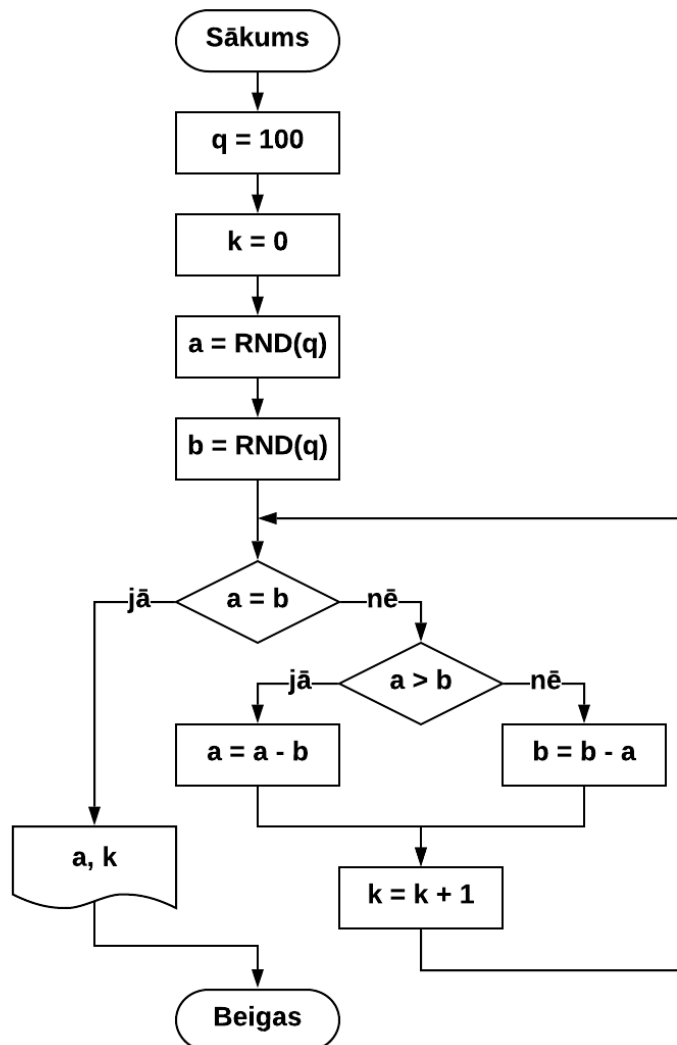 Sākums
q = 100
k = 0
a = RND(q)
b = RND(q)
jā
a = b
nē
jā
a > b
nē
a = a - b
b = b - a
a, k
k = k + 1
Beigas